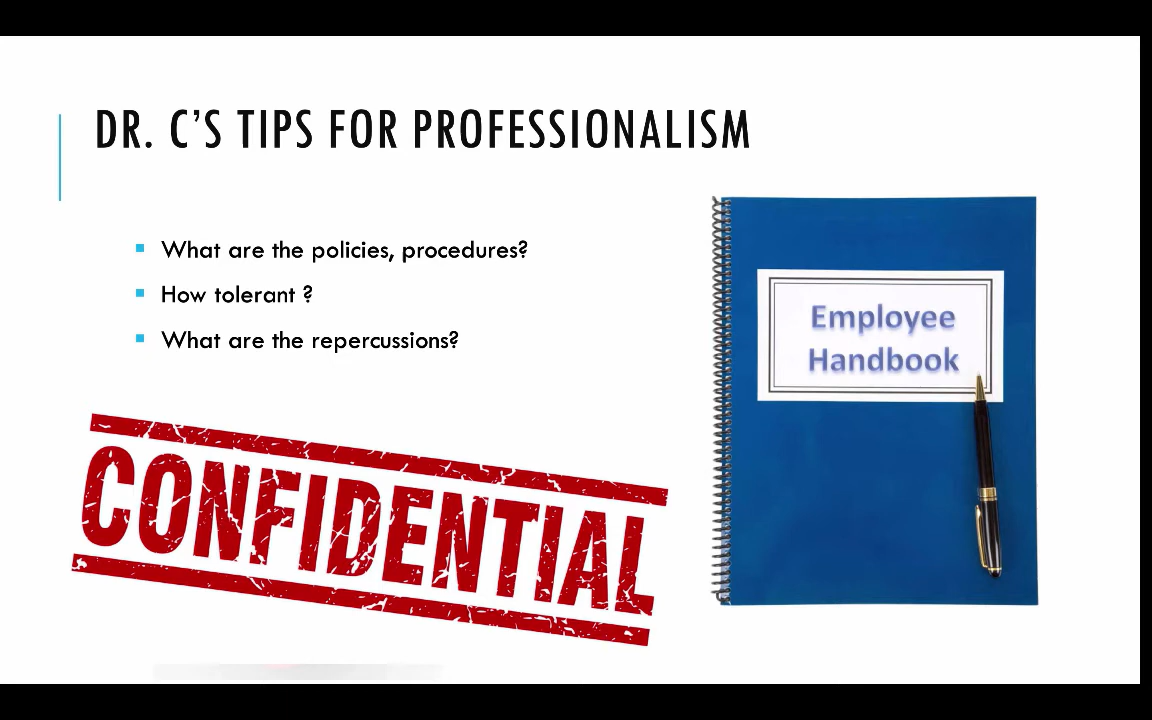 DR. C’S TIPS FOR PROFESSIONALISM
What are the policies, procedures?
How tolerant ?
What are the repercussions?
Employee
Handbook
CONFIDENTIAL